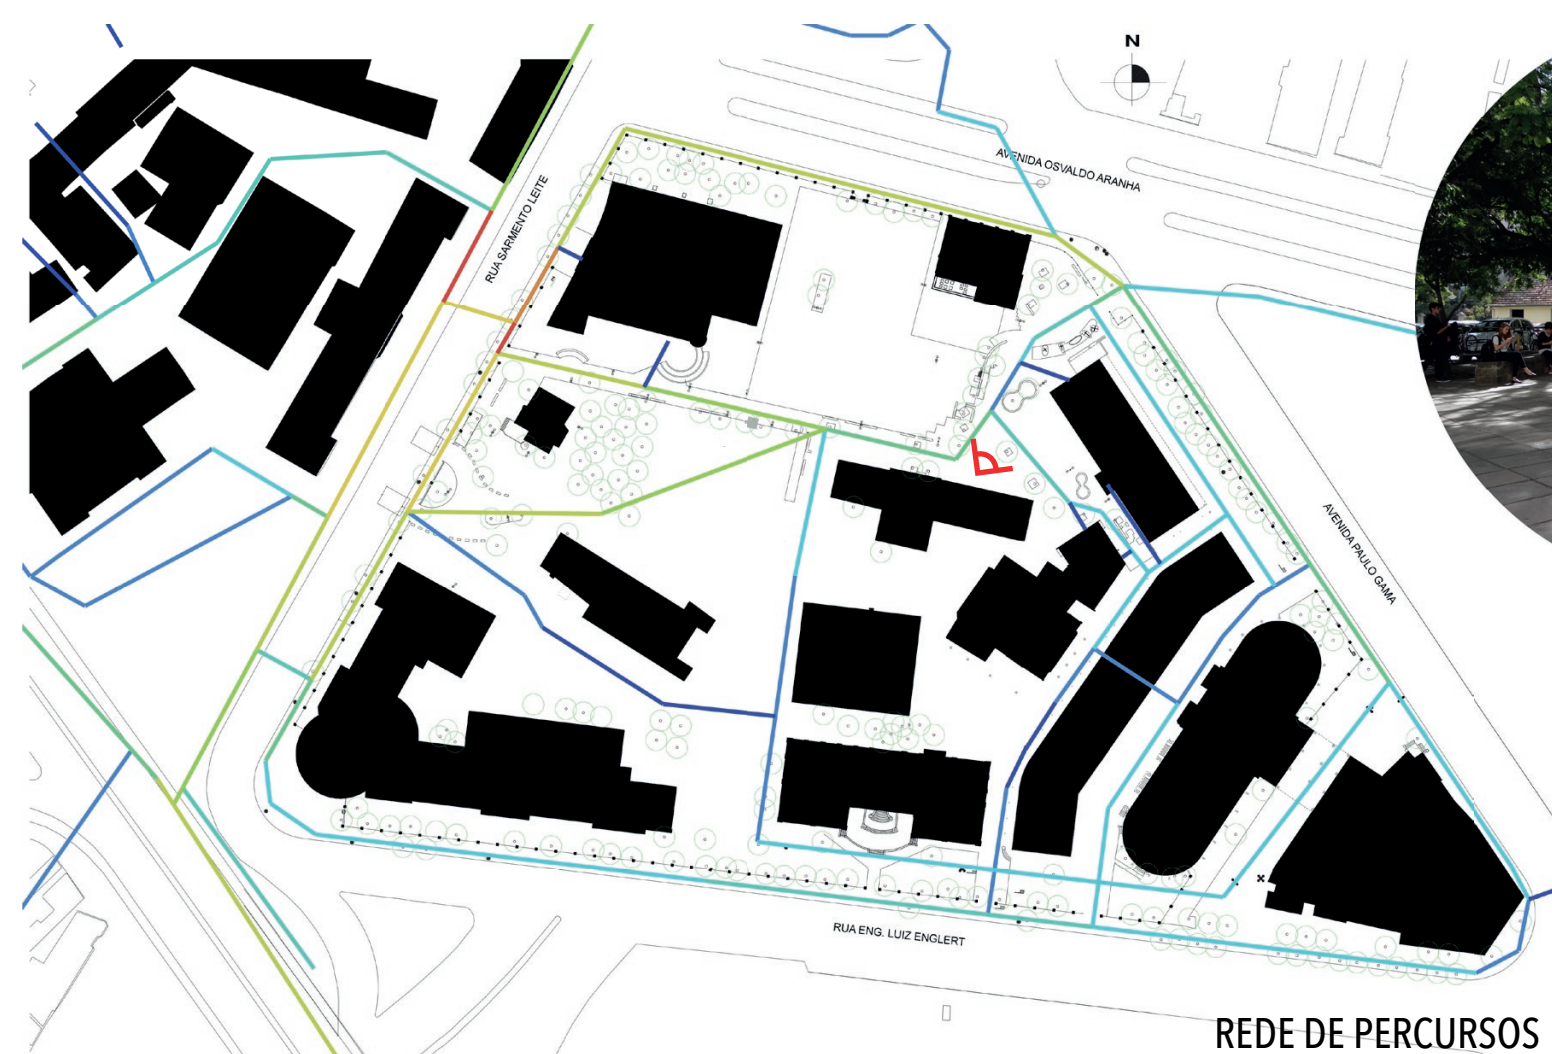 N
AVENIDA OSVALDO ARANHA
RUA SARMENTO LEITE
AVENIDA PAULO GAMA
RUA ENG. LUIZ ENGLERT
REDE DE PERCURSOS